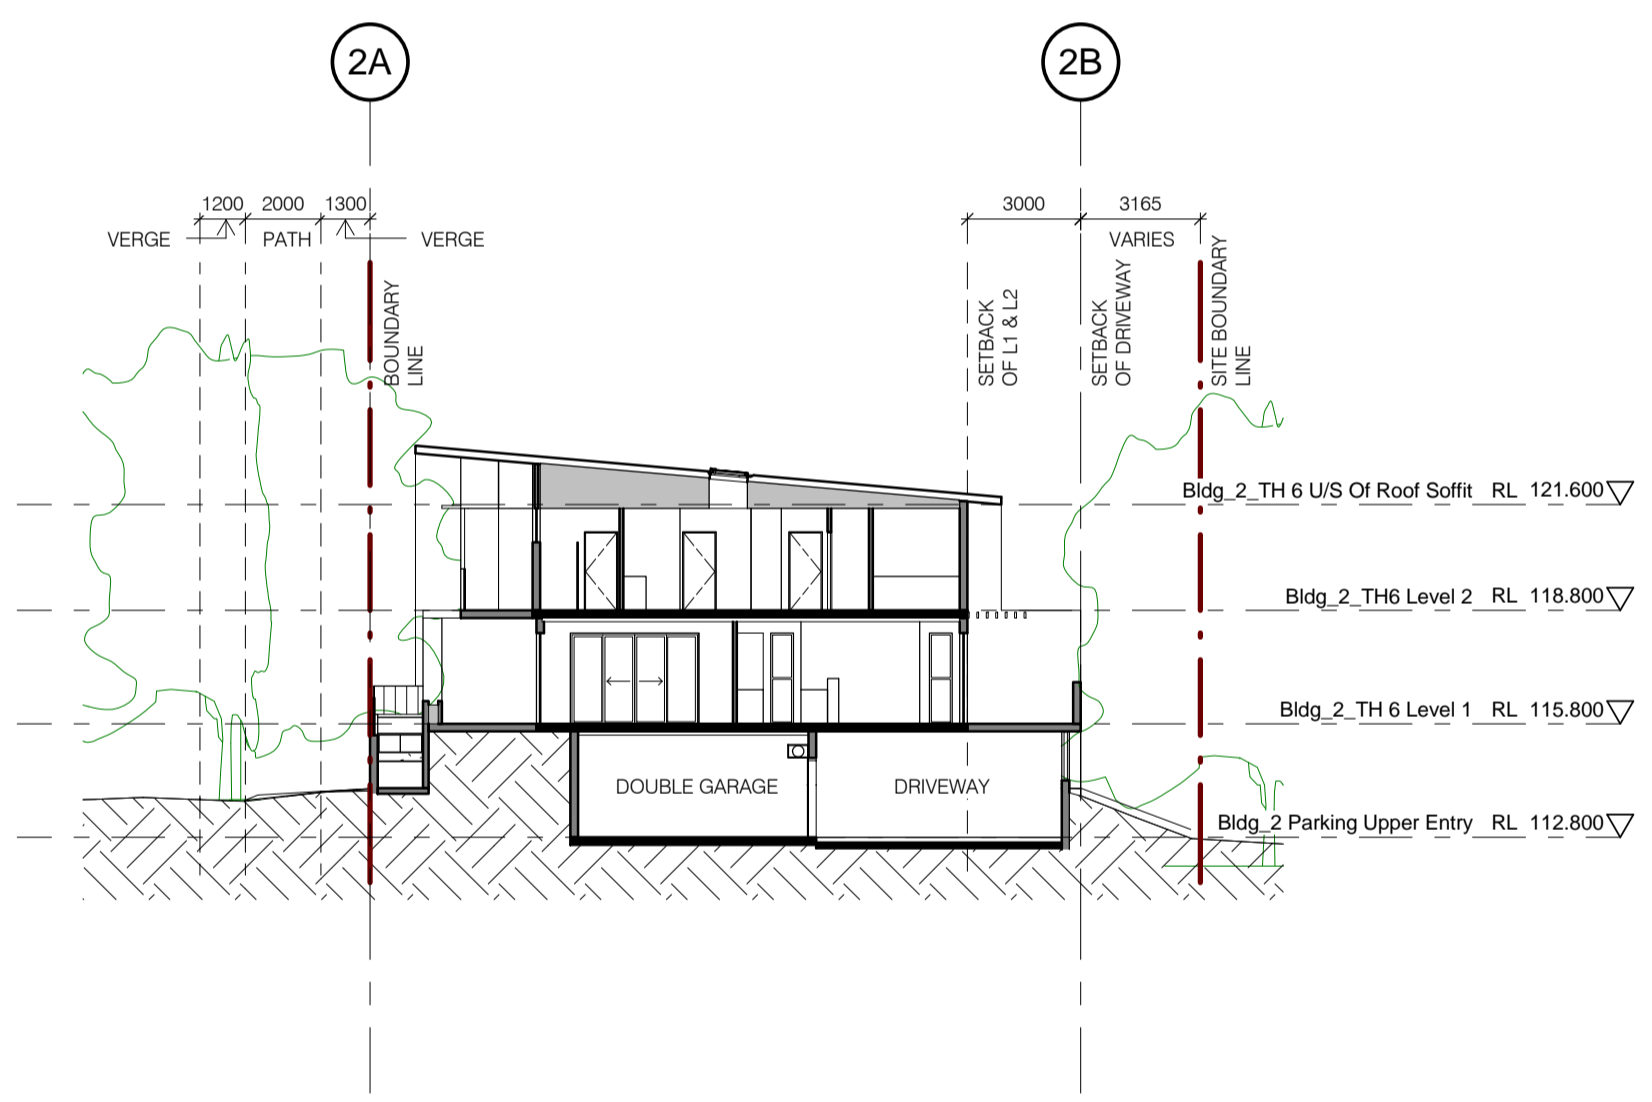 2A
2B
1200 2000 1300
3000 3165
VERGE PATH VERGE
VARIES
BOUNDARY
LINE
SETBACK
OF L1 & L2
SETBACK
OF DRIVEWAY
SITE BOUNDARY
LINE
Bldg_2_TH 6 U/S Of Roof Soffit RL 121.600
Bldg_2_TH6 Level 2 RL 118.800
Bldg_2_TH 6 Level 1 RL 115.800
DOUBLE GARAGE
DRIVEWAY
Bldg_2 Parking Upper Entry RL 112.800